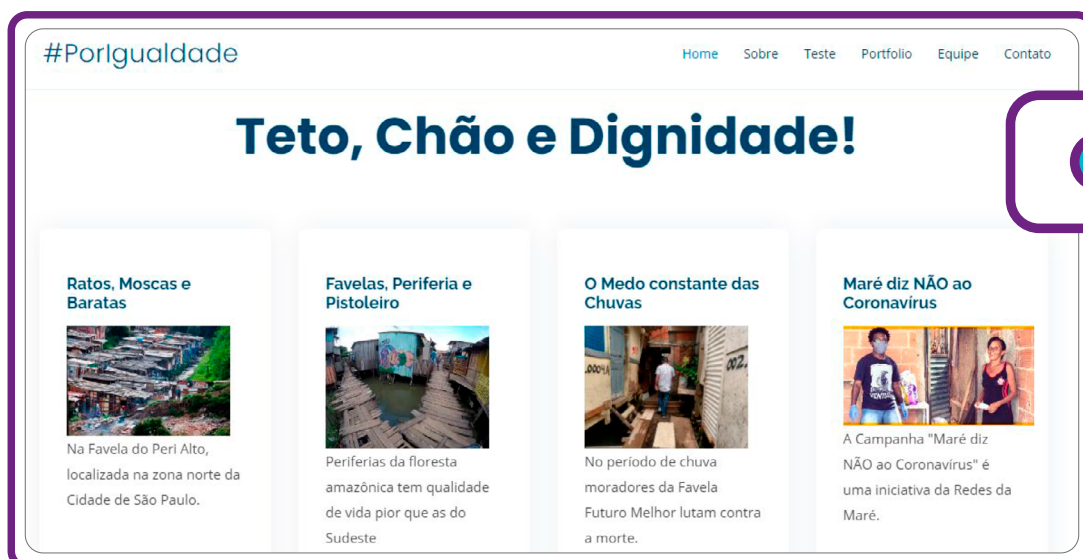 #PorIgualdade
Home Sobre Teste Portfolio Equipe Contato
Teto, Chão e Dignidade!
Ratos, Moscas e
Baratas
Na Favela do Peri Alto,
localizada na zona norte da
Cidade de São Paulo.
Favelas, Periferia e
Pistoleiro
Periferias da floresta
amazônica tem qualidade
de vida pior que as do
Sudeste
O Medo constante das
Chuvas
002.
No período de chuva
moradores da Favela
Futuro Melhor lutam contra
a morte.
Maré diz NÃO ao
Coronavírus
A Campanha "Maré diz
NÃO ao Coronavírus" é
uma iniciativa da Redes da
Maré.